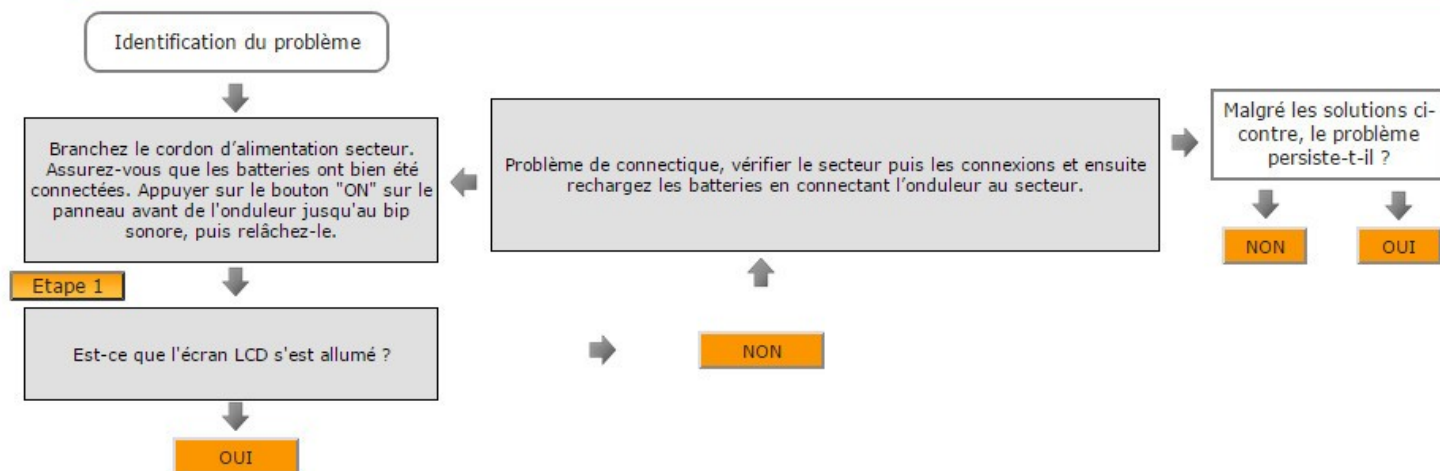 Identification du problème
Branchez le cordon d'alimentation secteur.
Assurez-vous que les batteries ont bien été
connectées. Appuyer sur le bouton "ON" sur le
panneau avant de l'onduleur jusqu'au bip
sonore, puis relâchez-le.
Problème de connectique, vérifier le secteur puis les connexions et ensuite
rechargez les batteries en connectant l'onduleur au secteur.
Malgré les solutions ci-
contre, le problème
persiste-t-il ?
NON
OUI
Etape 1
Est-ce que l'écran LCD s'est allumé ?
NON
OUI